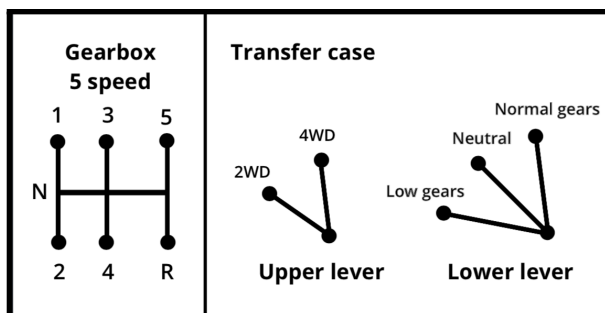 Gearbox
5 speed
1 3 5
N
2 4 R
Transfer case
2WD
4WD
Upper lever
Low gears
Neutral
Normal gears
Lower lever